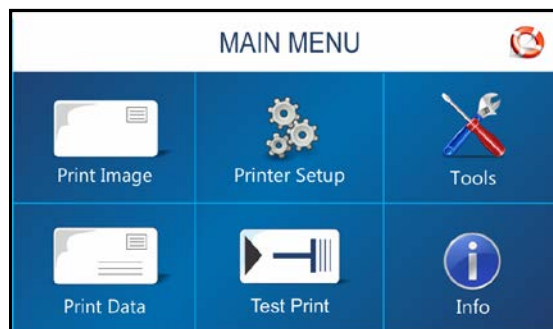 MAIN MENU
Print Image
Printer Setup
Tools
Print Data
Test Print
Info